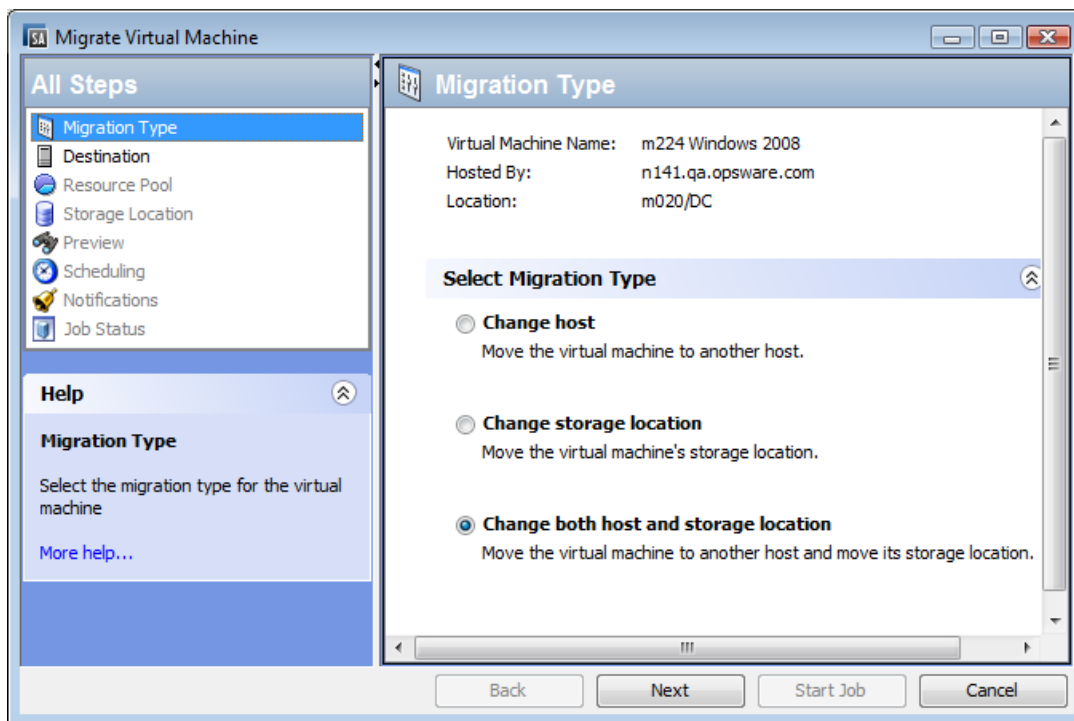 SA Migrate Virtual Machine
All Steps
Migration Type
Destination
Resource Pool
Storage Location
Preview
Scheduling
Notifications
Job Status
Help
Migration Type
Select the migration type for the virtual
machine
More help...
Migration Type
Virtual Machine Name: m224 Windows 2008
Hosted By: n141.qa.opsware.com
Location: m020/DC
Select Migration Type
Change host
Move the virtual machine to another host.
Change storage location
Move the virtual machine's storage location.
Change both host and storage location
Move the virtual machine to another host and move its storage location.
Back
Next
Start Job
Cancel